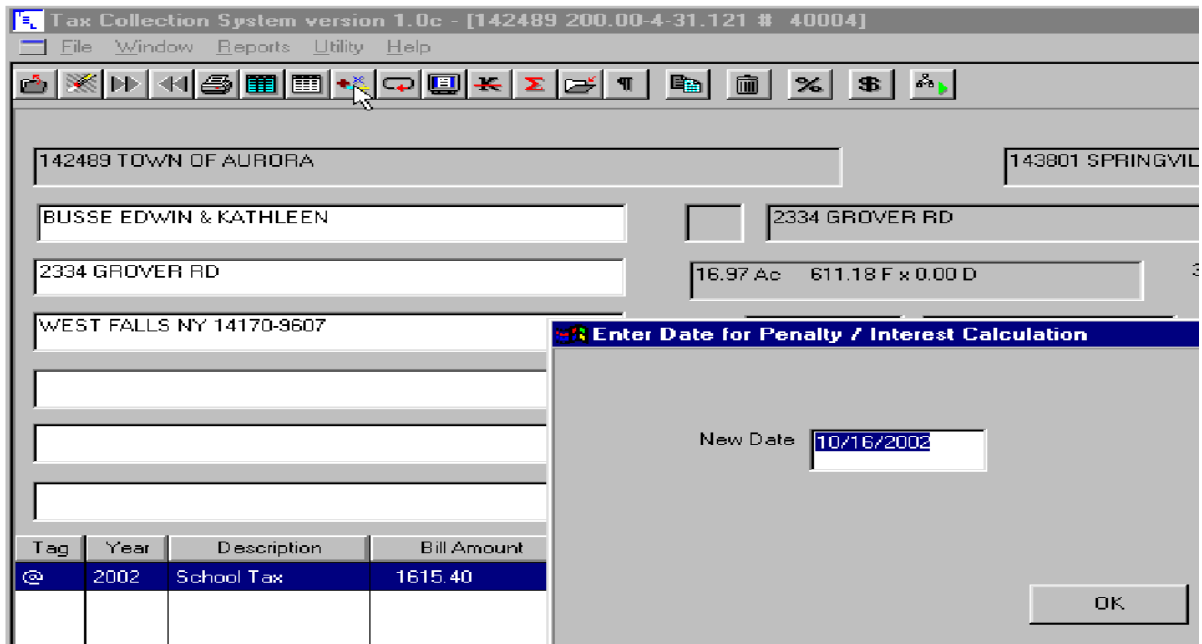 Tax Collection System version 1.0c - [142489 200.00-4-31.121 # 40004]
File Window Reports Utility Help
142489 TOWN OF AURORA
143801 SPRINGVIL
BUSSE EDWIN & KATHLEEN
2334 GROVER RD
2334 GROVER RD
16.97 Ac 611.18 F x 0.00 D
WEST FALLS NY 14170-9607
Enter Date for Penalty / Interest Calculation
New Date 10/16/2002
Tag Year Description Bill Amount
@ 2002 School Tax 1615.40
OK